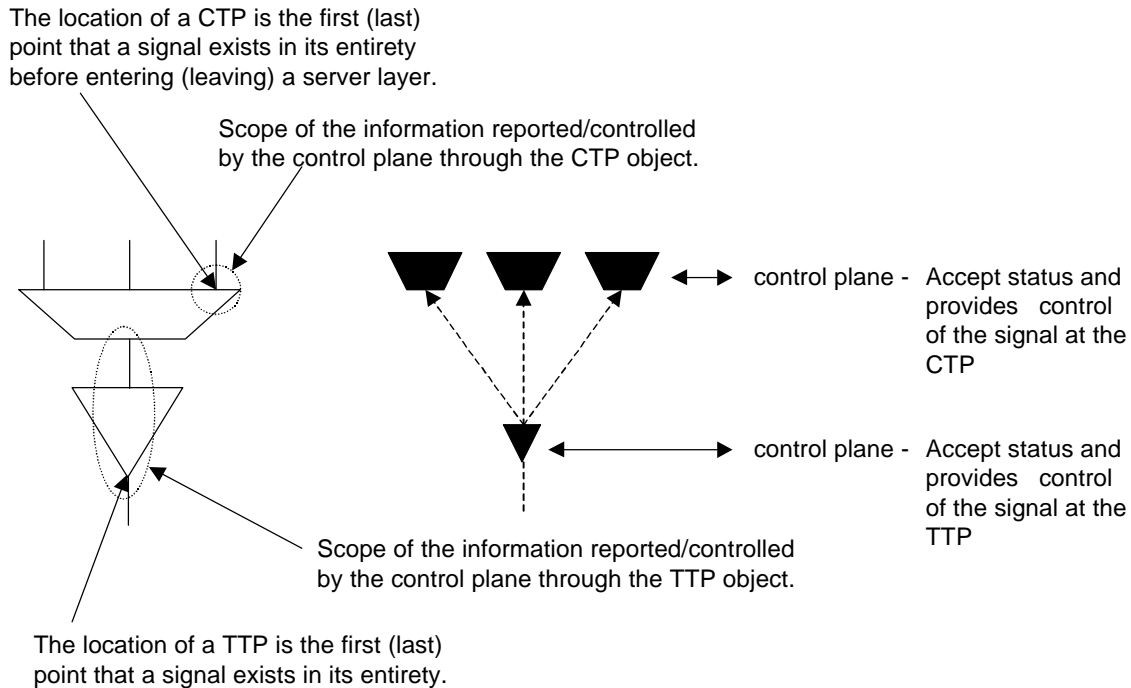 The location of a CTP is the first (last)
point that a signal exists in its entirety
before entering (leaving) a server layer.
Scope of the information reported/controlled
by the control plane through the CTP object.
control plane - Accept status and
provides control
of the signal at the
CTP
control plane - Accept status and
provides control
of the signal at the
TTP
Scope of the information reported/controlled
by the control plane through the TTP object.
The location of a TTP is the first (last)
point that a signal exists in its entirety.